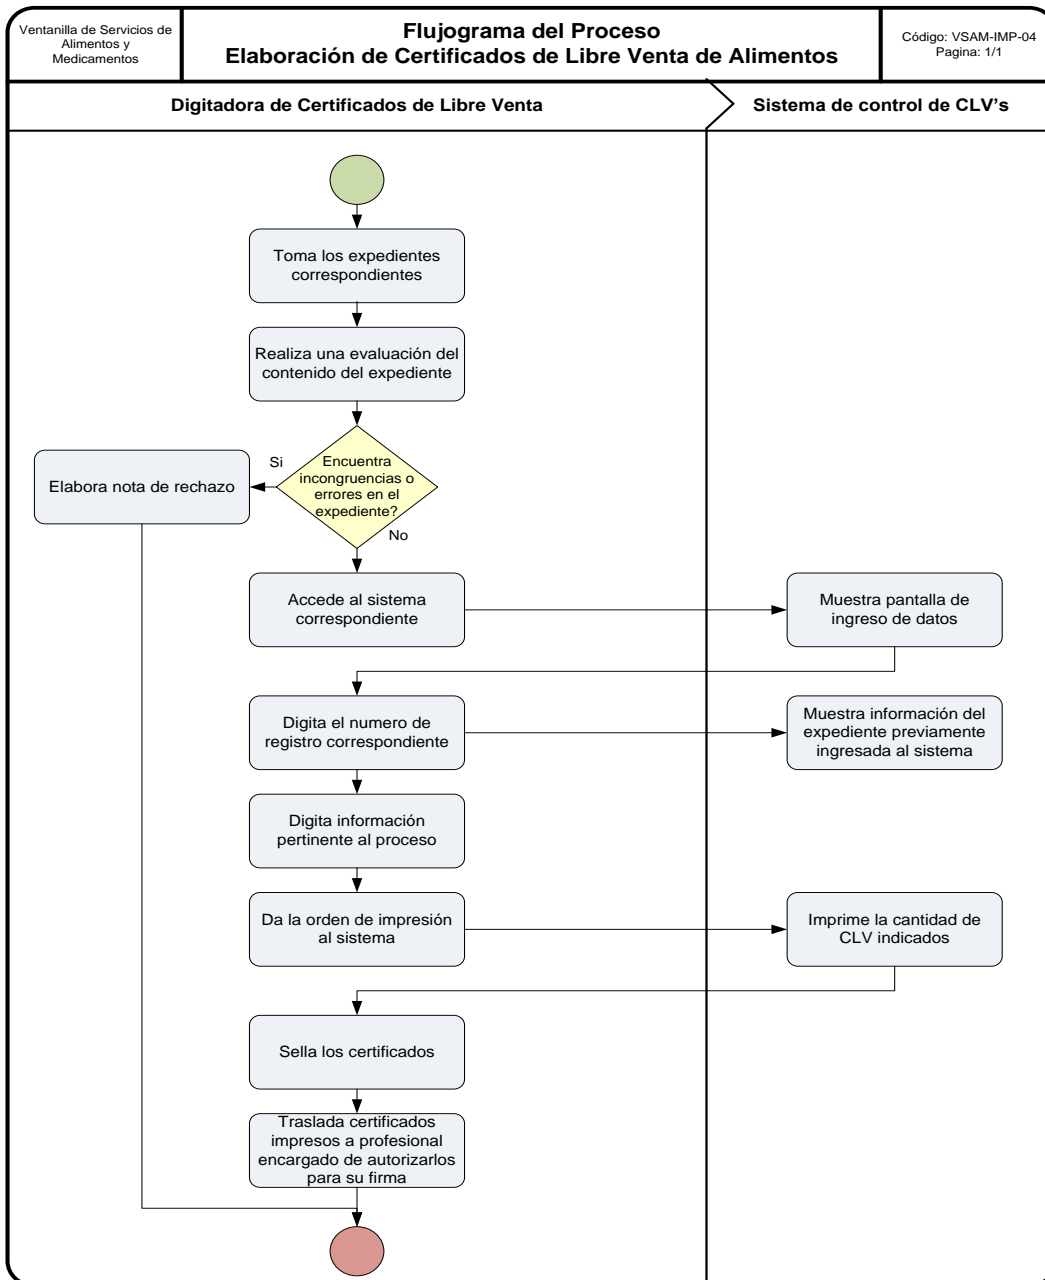 Ventanilla de Servicios de
Alimentos y
Medicamentos
Flujograma del Proceso
Elaboración de Certificados de Libre Venta de Alimentos
Código: VSAM-IMP-04
Pagina: 1/1
Digitadora de Certificados de Libre Venta
Sistema de control de CLV's
Toma los expedientes
correspondientes
Realiza una evaluación del
contenido del expediente
Encuentra
incongruencias o
errores en el
expediente?
Si
Elabora nota de rechazo
No
Accede al sistema
correspondiente
Muestra pantalla de
ingreso de datos
Digita el numero de
registro correspondiente
Muestra información del
expediente previamente
ingresada al sistema
Digita información
pertinente al proceso
Da la orden de impresión
al sistema
Imprime la cantidad de
CLV indicados
Sella los certificados
Traslada certificados
impresos a profesional
encargado de autorizarlos
para su firma